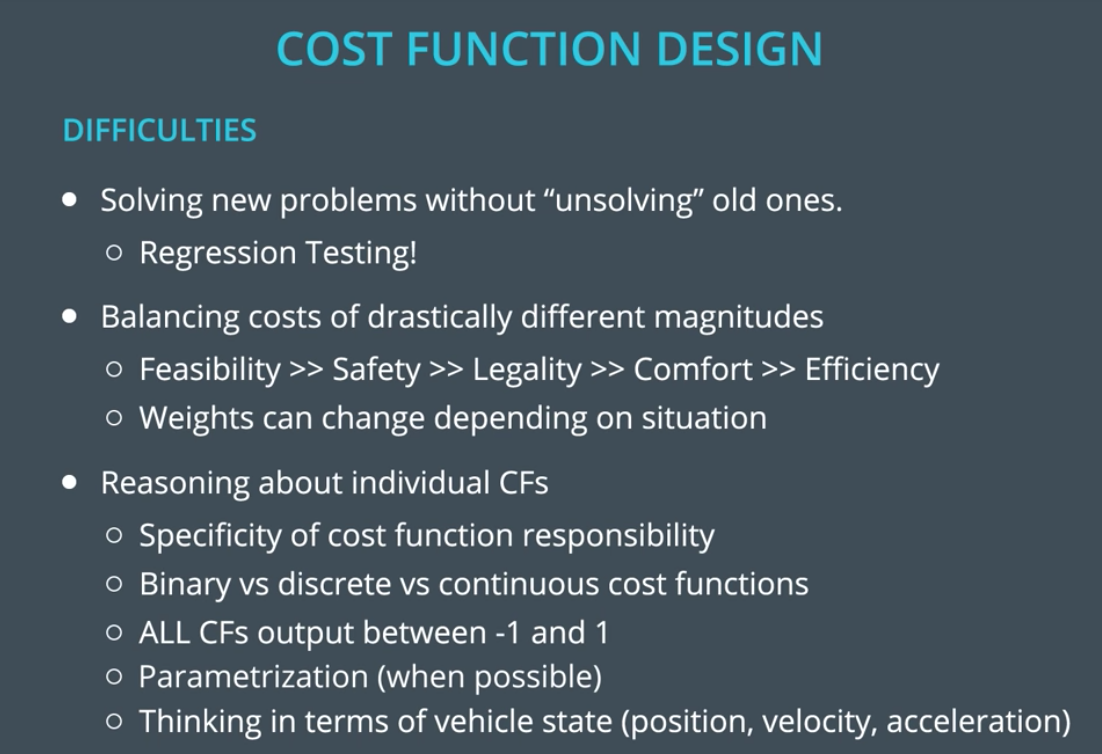 COST FUNCTION DESIGN
DIFFICULTIES
● Solving new problems without “unsolving” old ones.
○ Regression Testing!
● Balancing costs of drastically different magnitudes
○ Feasibility >> Safety >> Legality >> Comfort >> Efficiency
○ Weights can change depending on situation
● Reasoning about individual CFs
○ Specificity of cost function responsibility
○ Binary vs discrete vs continuous cost functions
○ ALL CFs output between -1 and 1
○ Parametrization (when possible)
○ Thinking in terms of vehicle state (position, velocity, acceleration)